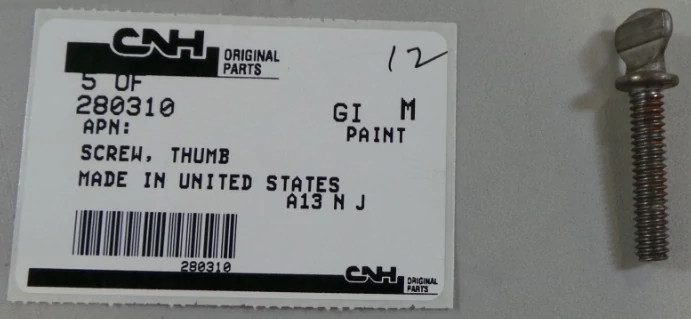 CNH ORIGINAL PARTS
12
5 OF
280310
GI M
APN:
PAINT
SCREW, THUMB
MADE IN UNITED STATES
A13 N J
280310
CNH ORIGINAL PARTS